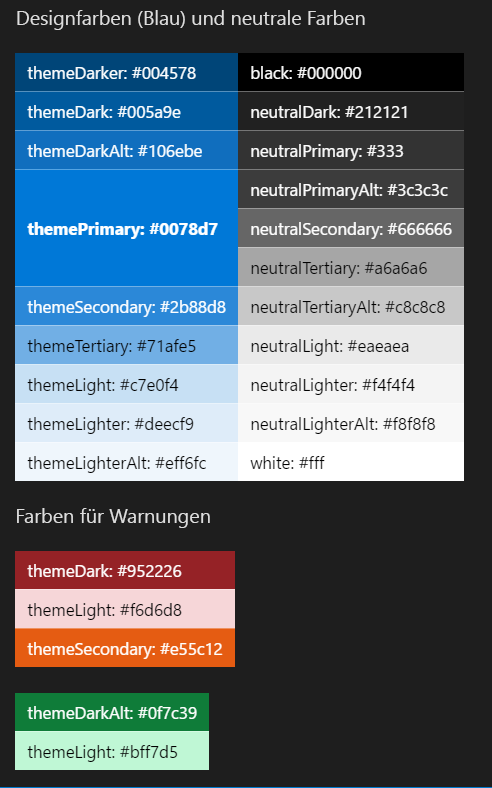 Designfarben (Blau) und neutrale Farben
themeDarker: #004578
black: #000000
themeDark: #005a9e
neutralDark: #212121
themeDarkAlt: #106ebe
neutralPrimary: #333
neutralPrimaryAlt: #3c3c3c
themePrimary: #0078d7
neutralSecondary: #666666
neutralTertiary: #a6a6a6
themeSecondary: #2b88d8
neutralTertiaryAlt: #c8c8c8
themeTertiary: #71afe5
neutralLight: #eaeaea
themeLight: #c7e0f4
neutralLighter: #f4f4f4
themeLighter: #deecf9
neutralLighterAlt: #f8f8f8
themeLighterAlt: #eff6fc
white: #fff
Farben für Warnungen
themeDark: #952226
themeLight: #f6d6d8
themeSecondary: #e55c12
themeDarkAlt: #0f7c39
themeLight: #bff7d5